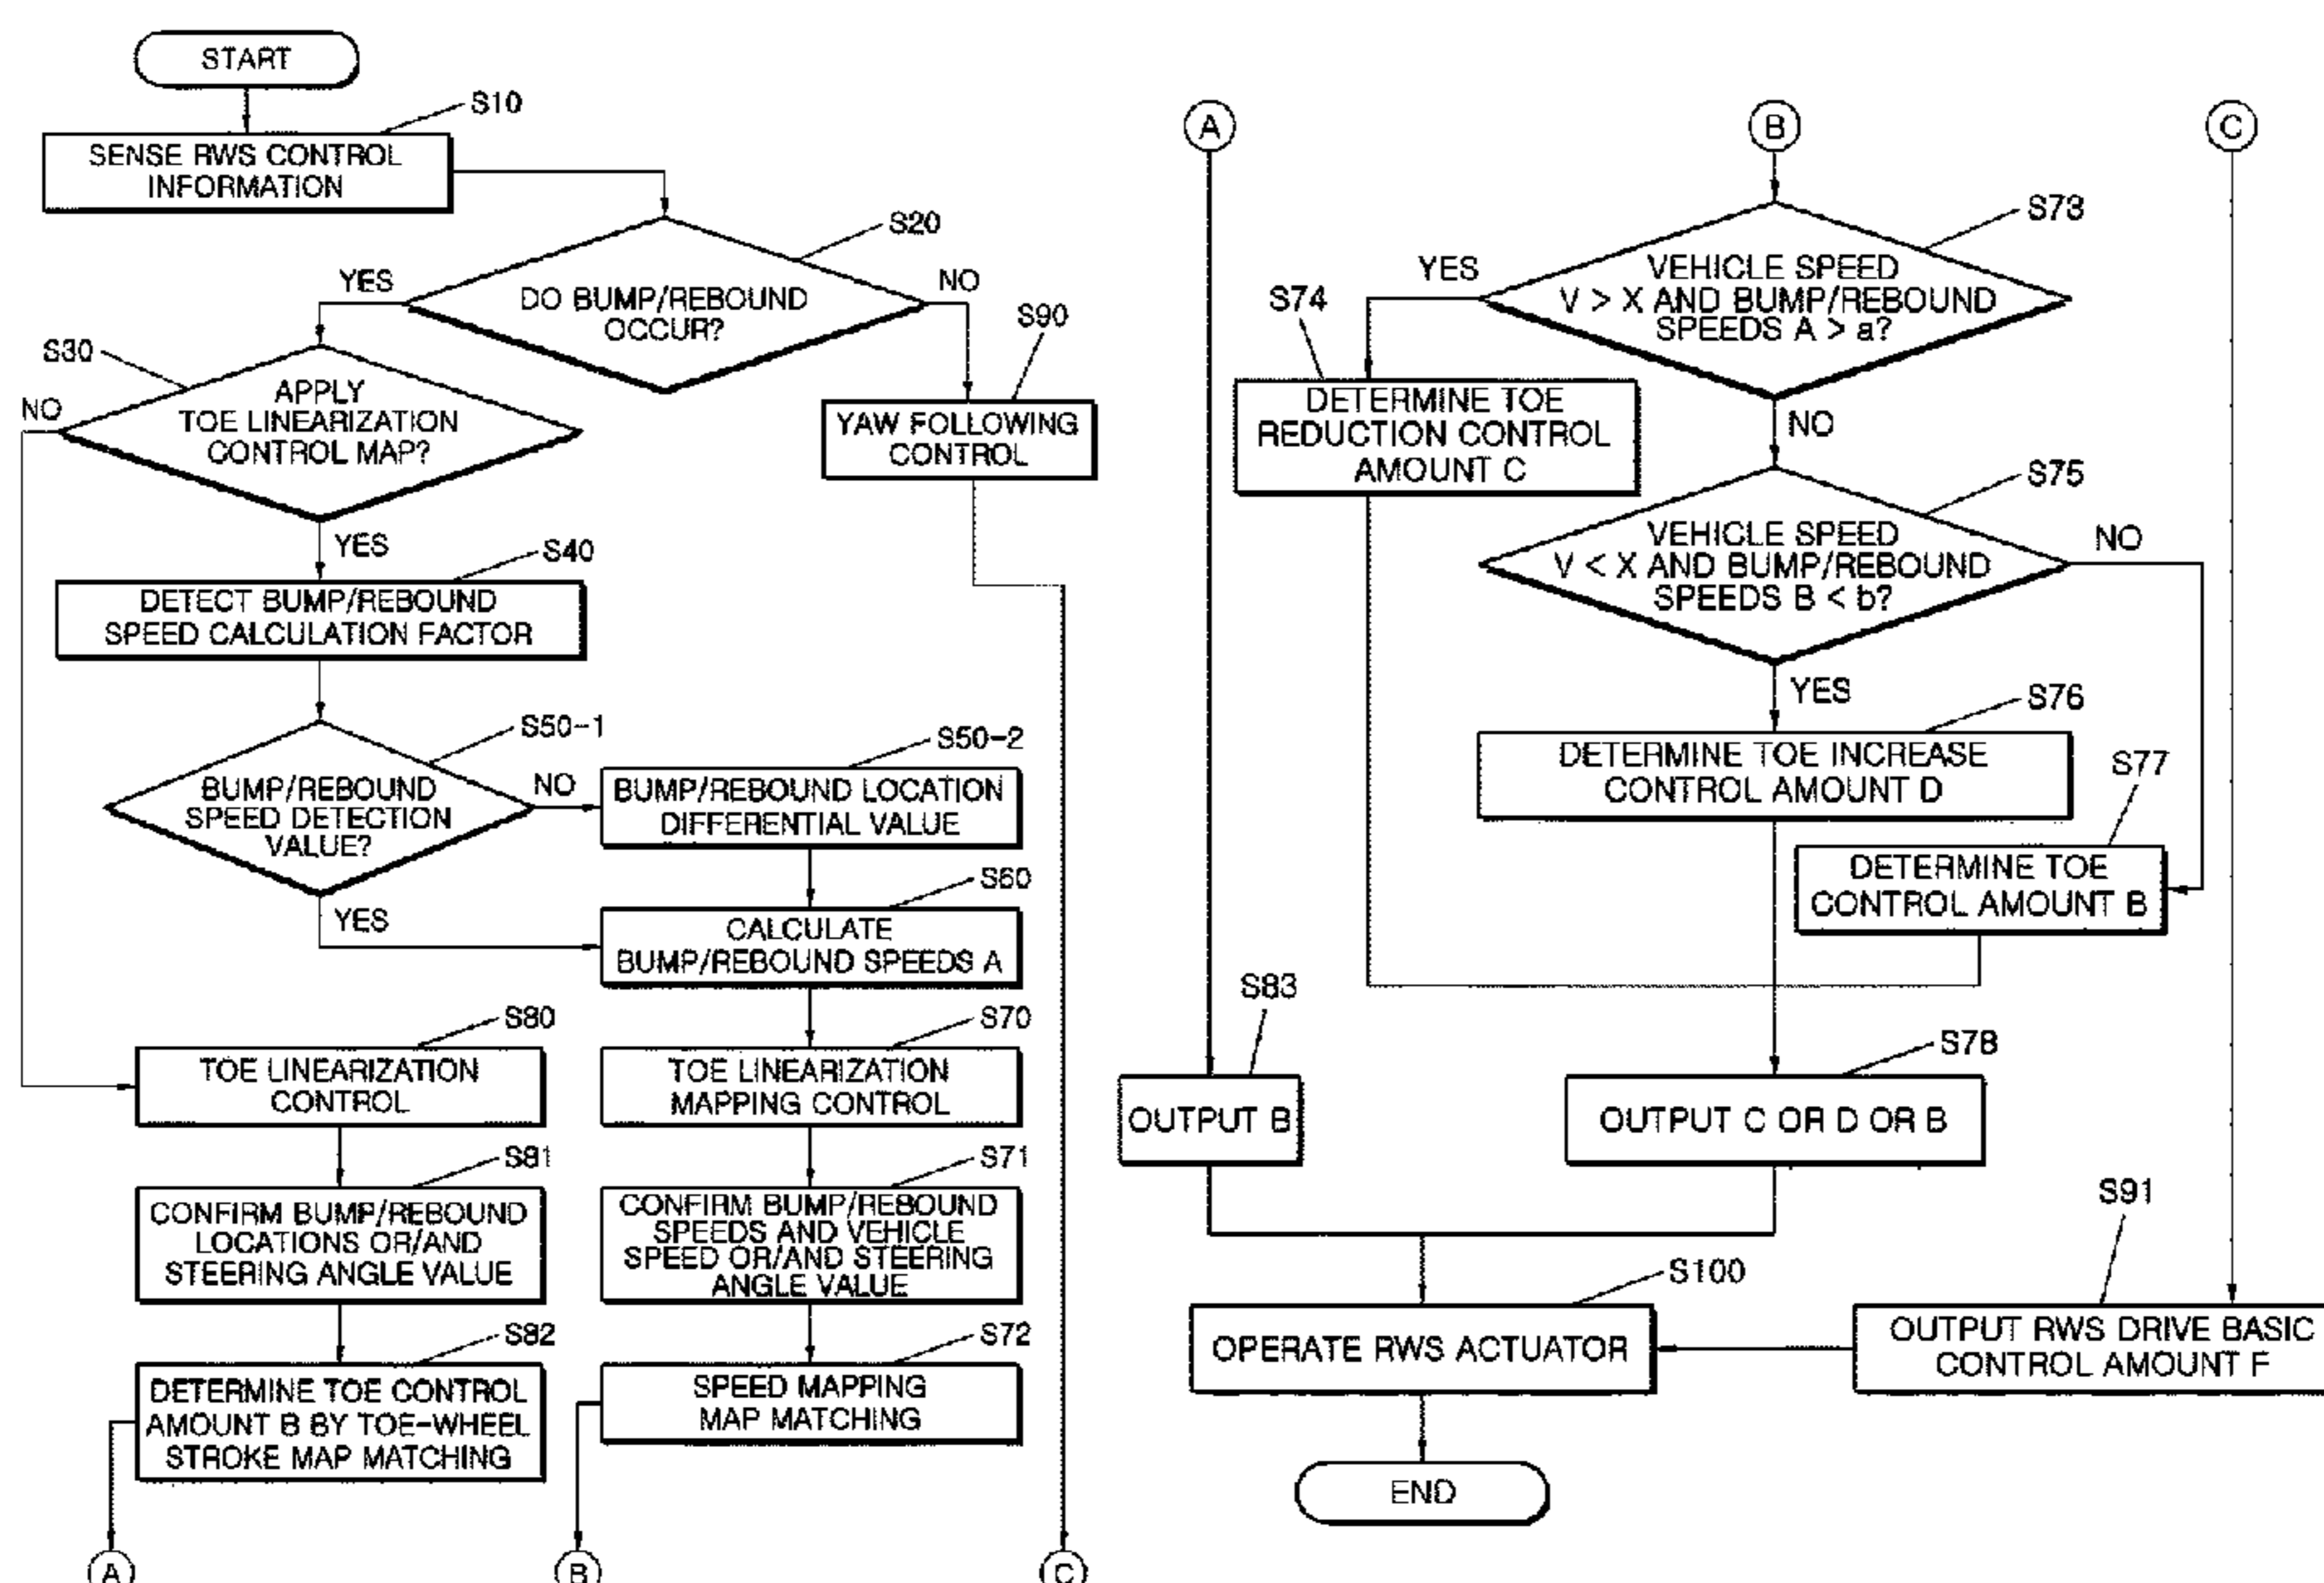 START
S10
SENSE RWS CONTROL
INFORMATION
S20
DO BUMP/REBOUND
OCCUR?
YES
NO
S30
APPLY
TOE LINEARIZATION
CONTROL MAP?
NO
YES
S90
YAW FOLLOWING
CONTROL
S40
DETECT BUMP/REBOUND
SPEED CALCULATION FACTOR
S50-1
BUMP/REBOUND
SPEED DETECTION
VALUE?
NO
YES
S50-2
BUMP/REBOUND LOCATION
DIFFERENTIAL VALUE
S60
CALCULATE
BUMP/REBOUND SPEEDS A
S80
TOE LINEARIZATION
CONTROL
S70
TOE LINEARIZATION
MAPPING CONTROL
S81
CONFIRM BUMP/REBOUND
LOCATIONS OR/AND
STEERING ANGLE VALUE
S71
CONFIRM BUMP/REBOUND
SPEEDS AND VEHICLE
SPEED OR/AND STEERING
ANGLE VALUE
S82
DETERMINE TOE CONTROL
AMOUNT B BY TOE-WHEEL
STROKE MAP MATCHING
S72
SPEED MAPPING
MAP MATCHING
A
B
C
A
B
C
S73
VEHICLE SPEED
V > X AND BUMP/REBOUND
SPEEDS A > a?
YES
NO
S74
DETERMINE TOE
REDUCTION CONTROL
AMOUNT C
S75
VEHICLE SPEED
V < X AND BUMP/REBOUND
SPEEDS B < b?
NO
YES
S76
DETERMINE TOE INCREASE
CONTROL AMOUNT D
S77
DETERMINE TOE
CONTROL AMOUNT B
S83
OUTPUT B
S78
OUTPUT C OR D OR B
S91
OUTPUT RWS DRIVE BASIC
CONTROL AMOUNT F
S100
OPERATE RWS ACTUATOR
END